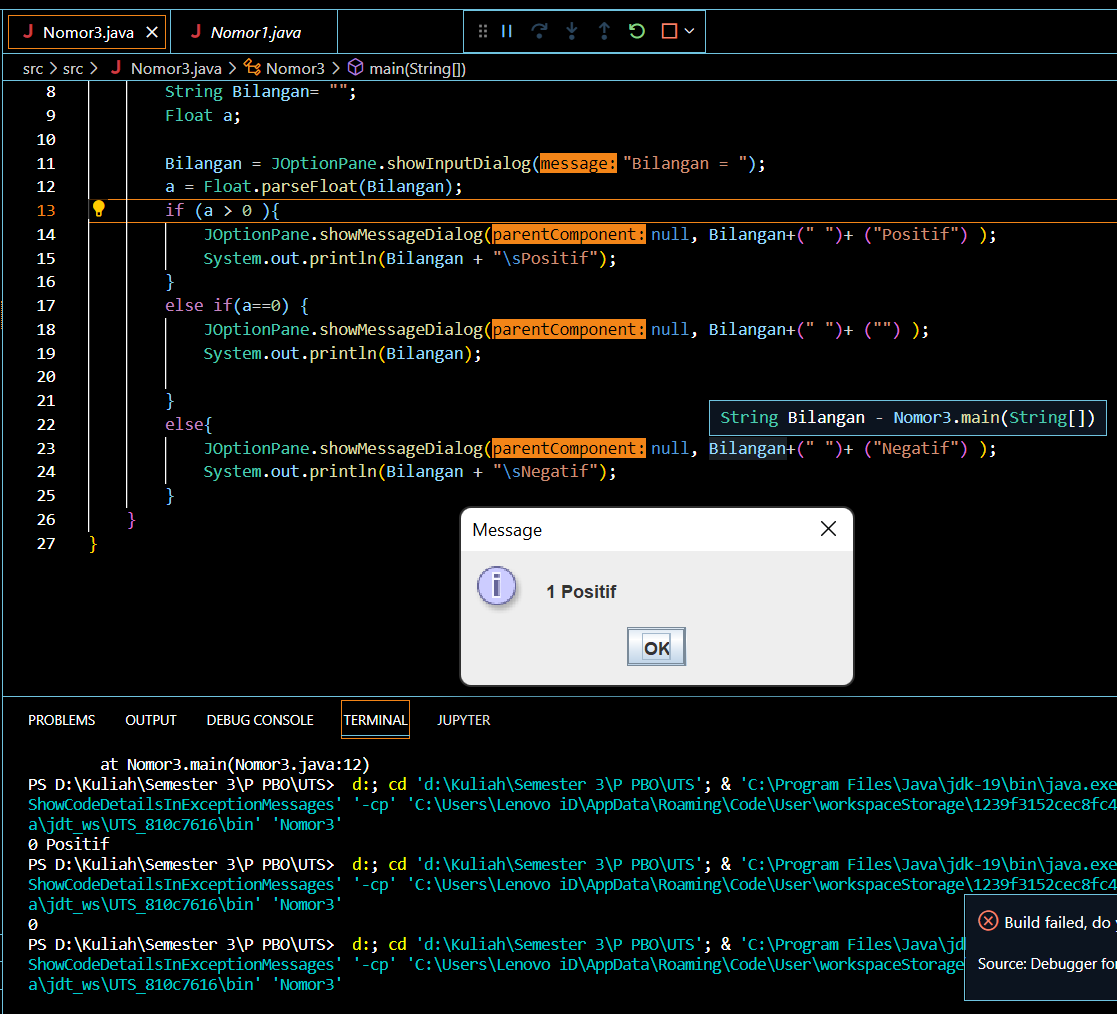 J Nomor3.java
J Nomor1.java
src > src > J Nomor3.java > Nomor3 > main(String[])
8 String Bilangan= "";
9 Float a;
10
11 Bilangan = JOptionPane.showInputDialog(message: "Bilangan = ");
12 a = Float.parseFloat(Bilangan);
13 if (a > 0 ){
14 JOptionPane.showMessageDialog(parentComponent: null, Bilangan+(" ")+ ("Positif") );
15 System.out.println(Bilangan + "\sPositif");
16 }
17 else if(a==0) {
18 JOptionPane.showMessageDialog(parentComponent: null, Bilangan+(" ")+ ("") );
19 System.out.println(Bilangan);
20
21 }
22 else{
String Bilangan - Nomor3.main(String[])
23 JOptionPane.showMessageDialog(parentComponent: null, Bilangan+(" ")+ ("Negatif") );
24 System.out.println(Bilangan + "\sNegatif");
25 }
26 }
27 }
Message
1 Positif
OK
PROBLEMS OUTPUT DEBUG CONSOLE TERMINAL JUPYTER
at Nomor3.main(Nomor3.java:12)
PS D:\Kuliah\Semester 3\P PBO\UTS> d:; cd 'd:\Kuliah\Semester 3\P PBO\UTS'; & 'C:\Program Files\Java\jdk-19\bin\java.exe
ShowCodeDetailsInExceptionMessages' '-cp' 'C:\Users\Lenovo iD\AppData\Roaming\Code\User\workspaceStorage\1239f3152cec8fc4
a\jdt_ws\UTS_810c7616\bin' 'Nomor3'
0 Positif
PS D:\Kuliah\Semester 3\P PBO\UTS> d:; cd 'd:\Kuliah\Semester 3\P PBO\UTS'; & 'C:\Program Files\Java\jdk-19\bin\java.exe
ShowCodeDetailsInExceptionMessages' '-cp' 'C:\Users\Lenovo iD\AppData\Roaming\Code\User\workspaceStorage\1239f3152cec8fc4
a\jdt_ws\UTS_810c7616\bin' 'Nomor3'
0
PS D:\Kuliah\Semester 3\P PBO\UTS> d:; cd 'd:\Kuliah\Semester 3\P PBO\UTS'; & 'C:\Program Files\Java\jd
ShowCodeDetailsInExceptionMessages' '-cp' 'C:\Users\Lenovo iD\AppData\Roaming\Code\User\workspaceStorage
a\jdt_ws\UTS_810c7616\bin' 'Nomor3'
Build failed, do
Source: Debugger for